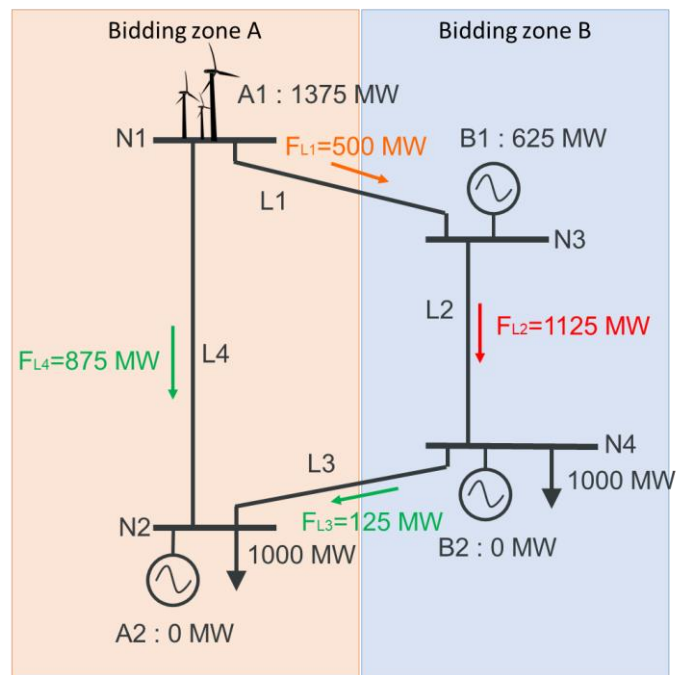 Bidding zone A
Bidding zone B
A1 : 1375 MW
N1
FL1=500 MW
B1 : 625 MW
L1
N3
L2
FL2=1125 MW
FL4=875 MW
L4
L3
N4
1000 MW
FL3=125 MW
N2
1000 MW
B2 : 0 MW
A2 : 0 MW